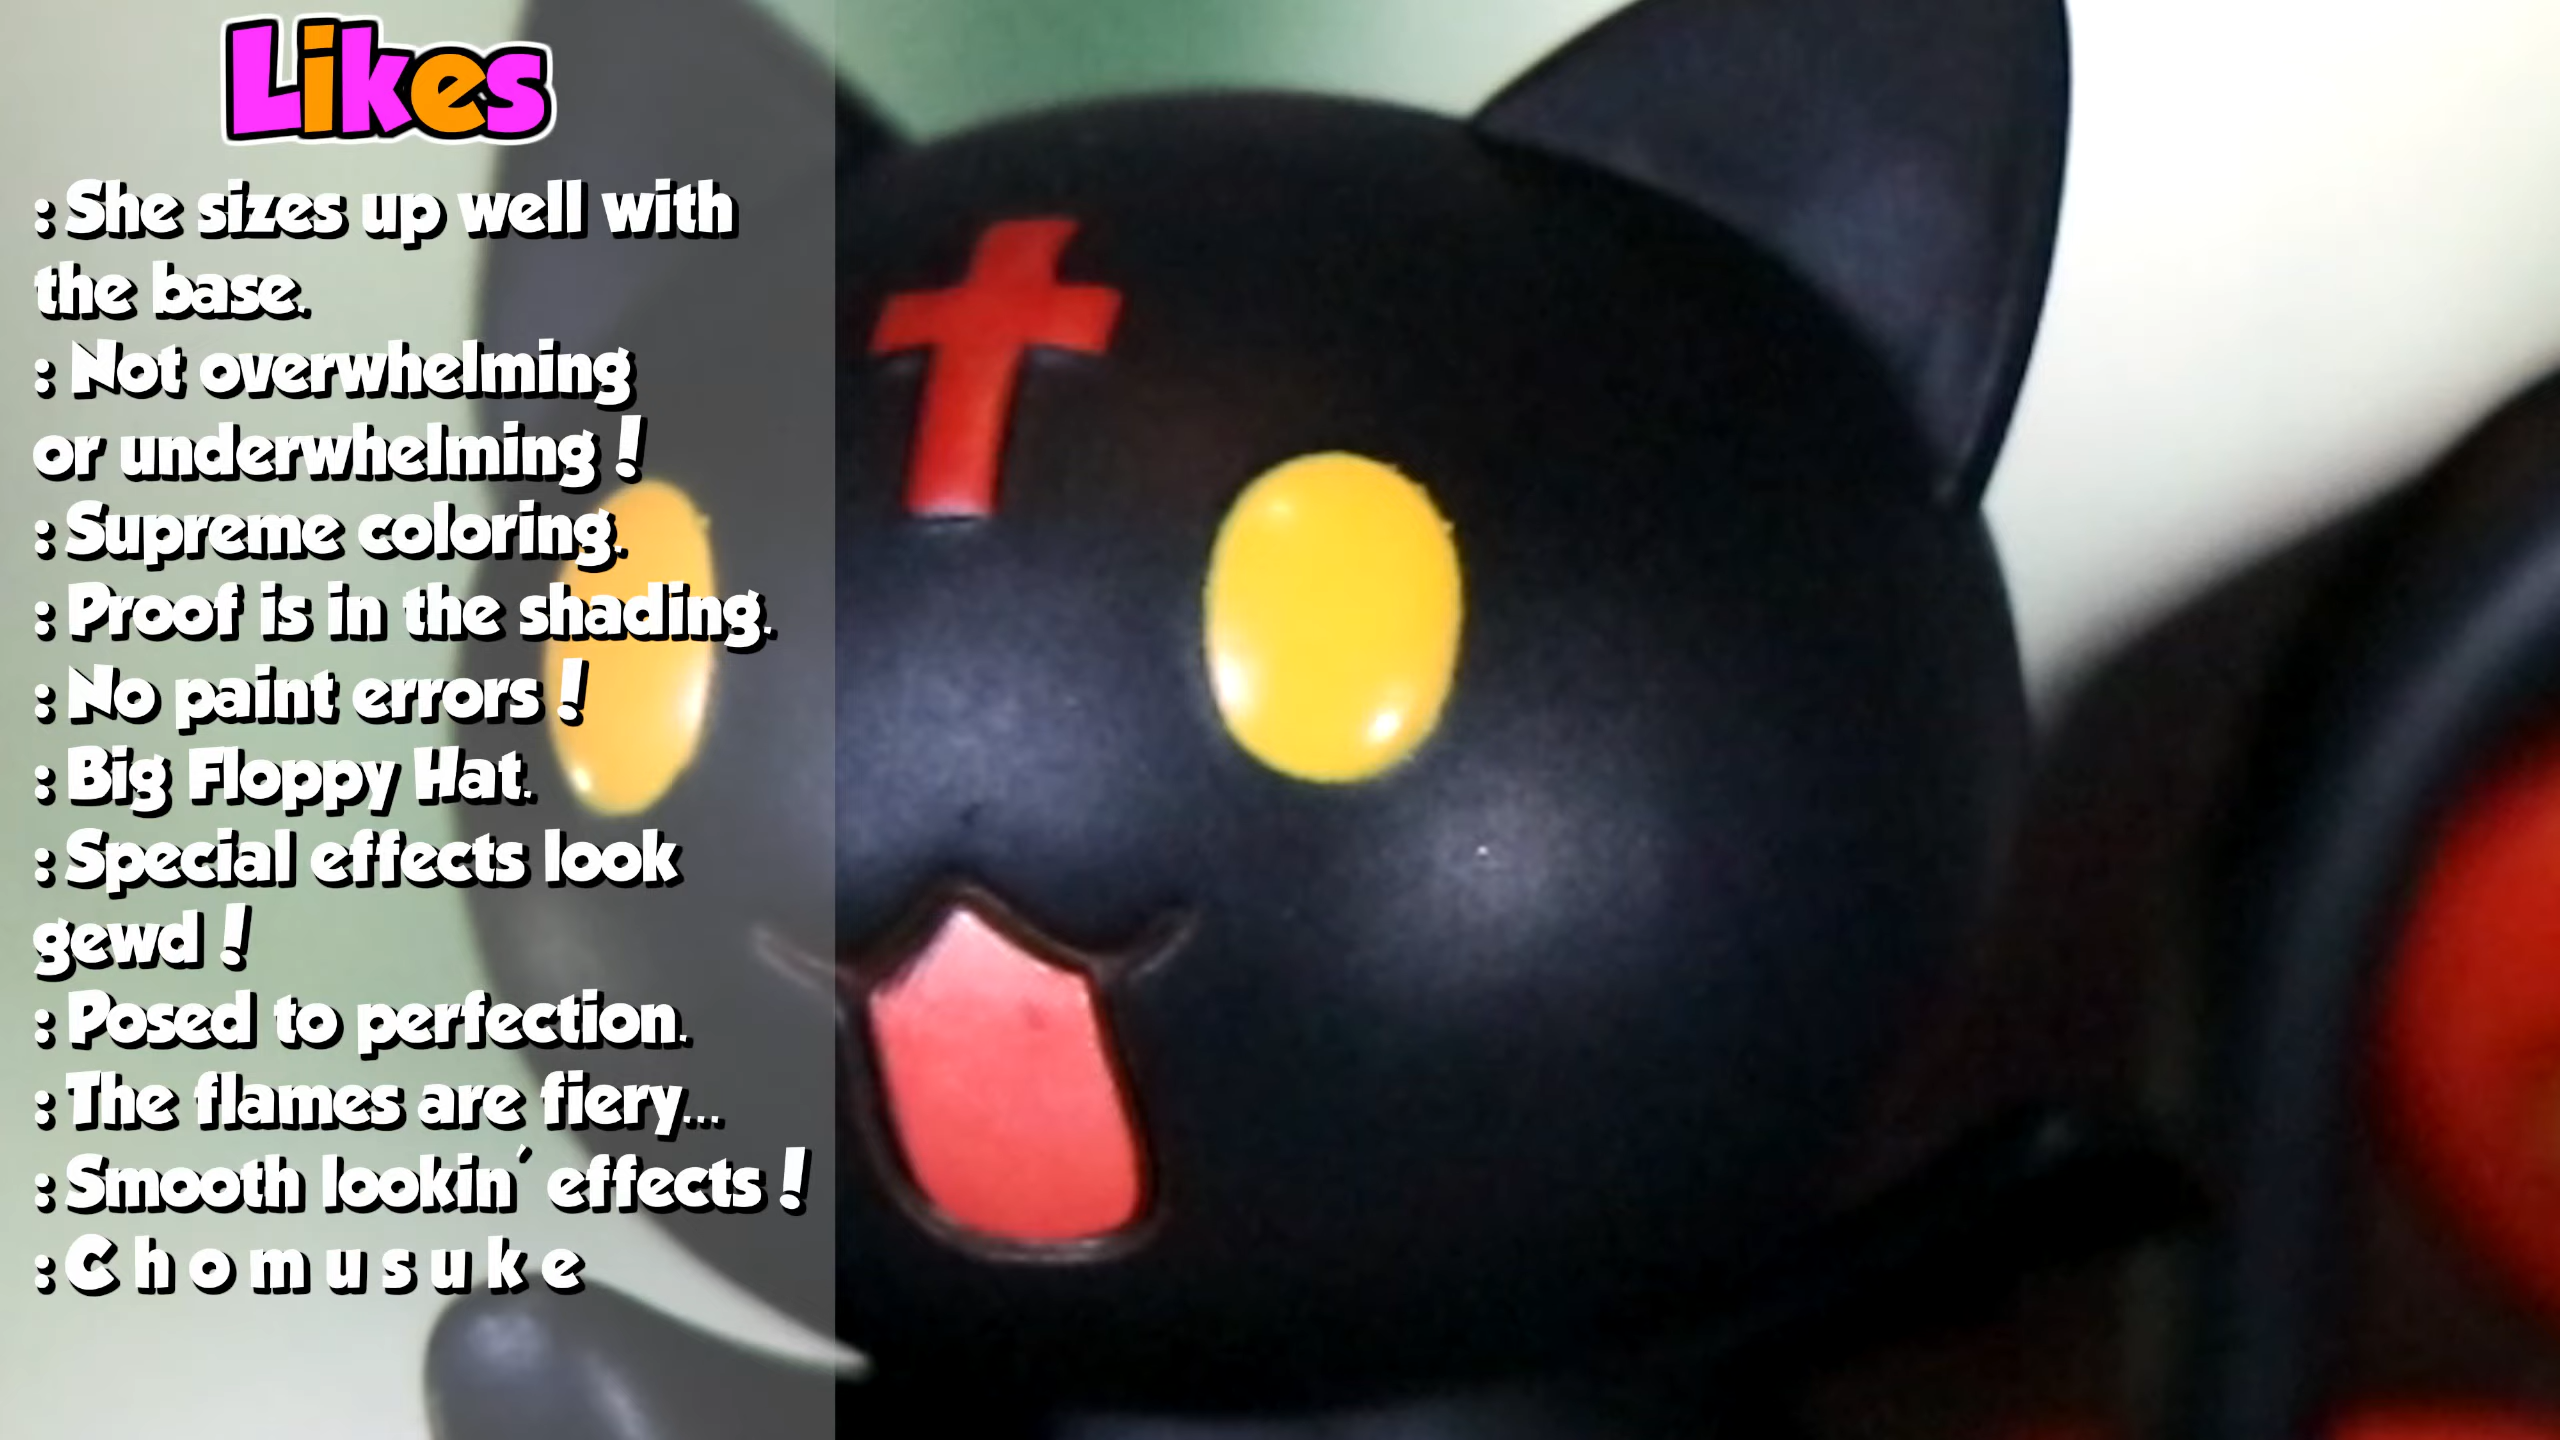 Likes
: She sizes up well with
the base.
: Not overwhelming
or underwhelming!
: Supreme coloring.
: Proof is in the shading.
: No paint errors!
: Big Floppy Hat.
: Special effects look
gewd!
: Posed to perfection.
: The flames are fiery...
: Smooth lookin' effects!
: C h o m u s u k e